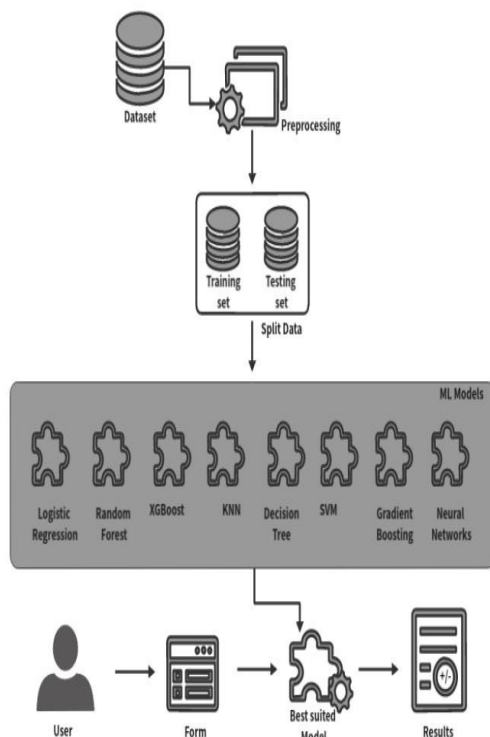 Dataset
Preprocessing
Training
set
Testing
set
Split Data
ML Models
Logistic
Regression
Random
Forest
XGBoost
KNN
Decision
Tree
SVM
Gradient
Boosting
Neural
Networks
+/-
User
Form
Best suited
Model
Results